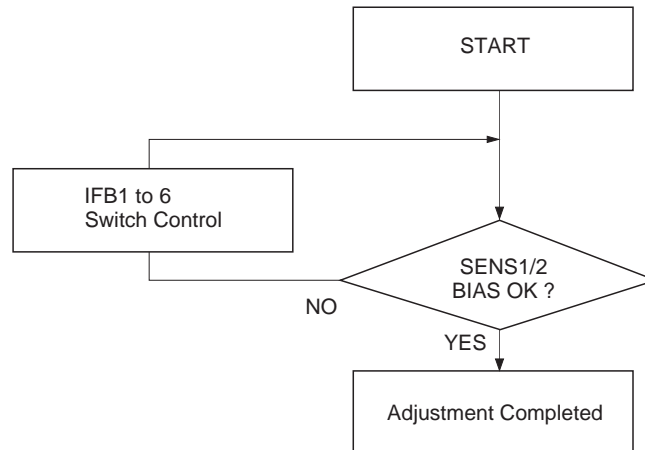 START
IFB1 to 6
Switch Control
SENS1/2
BIAS OK ?
NO
YES
Adjustment Completed